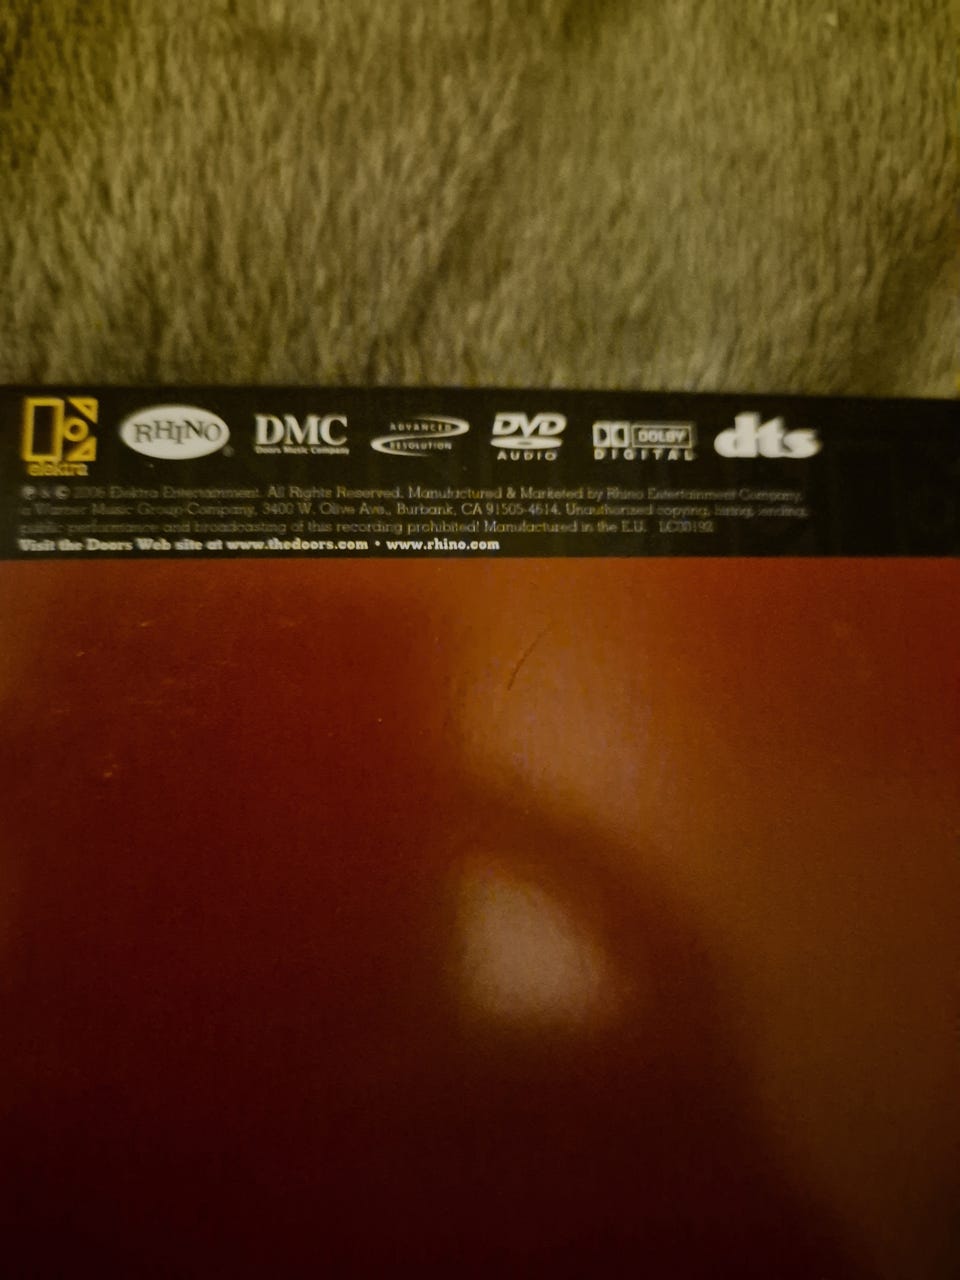 elektra
RHINO
DMC
Doors Music Company
ADVANCED
RESOLUTION
DVD
AUDIO
DOLBY
DIGITAL
dts
℗ & © 2006 Elektra Entertainment. All Rights Reserved. Manufactured & Marketed by Rhino Entertainment Company,
a Warner Music Group Company, 3400 W. Olive Ave., Burbank, CA 91505-4614. Unauthorized copying, hiring, lending,
public performance and broadcasting of this recording prohibited! Manufactured in the E.U. LC00192
Visit the Doors Web site at www.thedoors.com • www.rhino.com